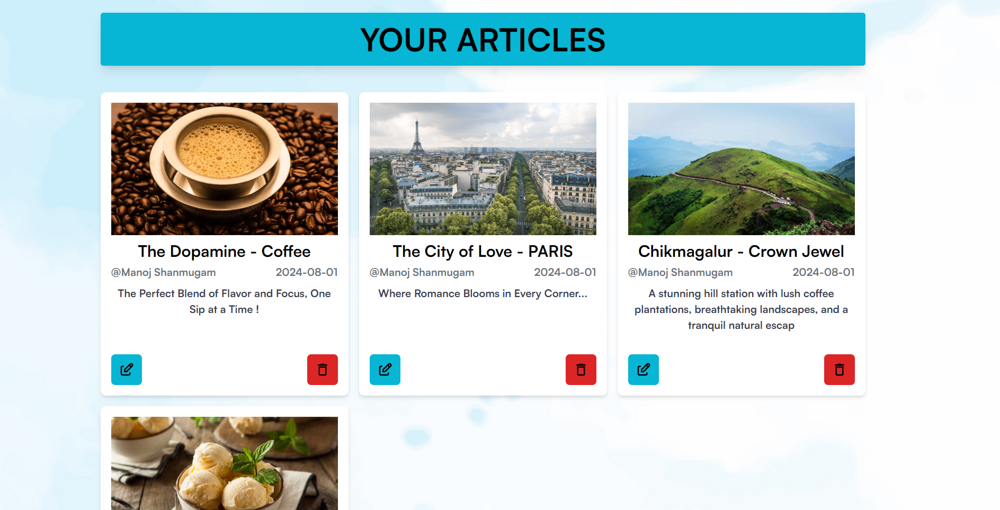 YOUR ARTICLES
The Dopamine - Coffee
@Manoj Shanmugam 2024-08-01
The Perfect Blend of Flavor and Focus, One
Sip at a Time !
The City of Love - PARIS
@Manoj Shanmugam 2024-08-01
Where Romance Blooms in Every Corner...
Chikmagalur - Crown Jewel
@Manoj Shanmugam 2024-08-01
A stunning hill station with lush coffee
plantations, breathtaking landscapes, and a
tranquil natural escap